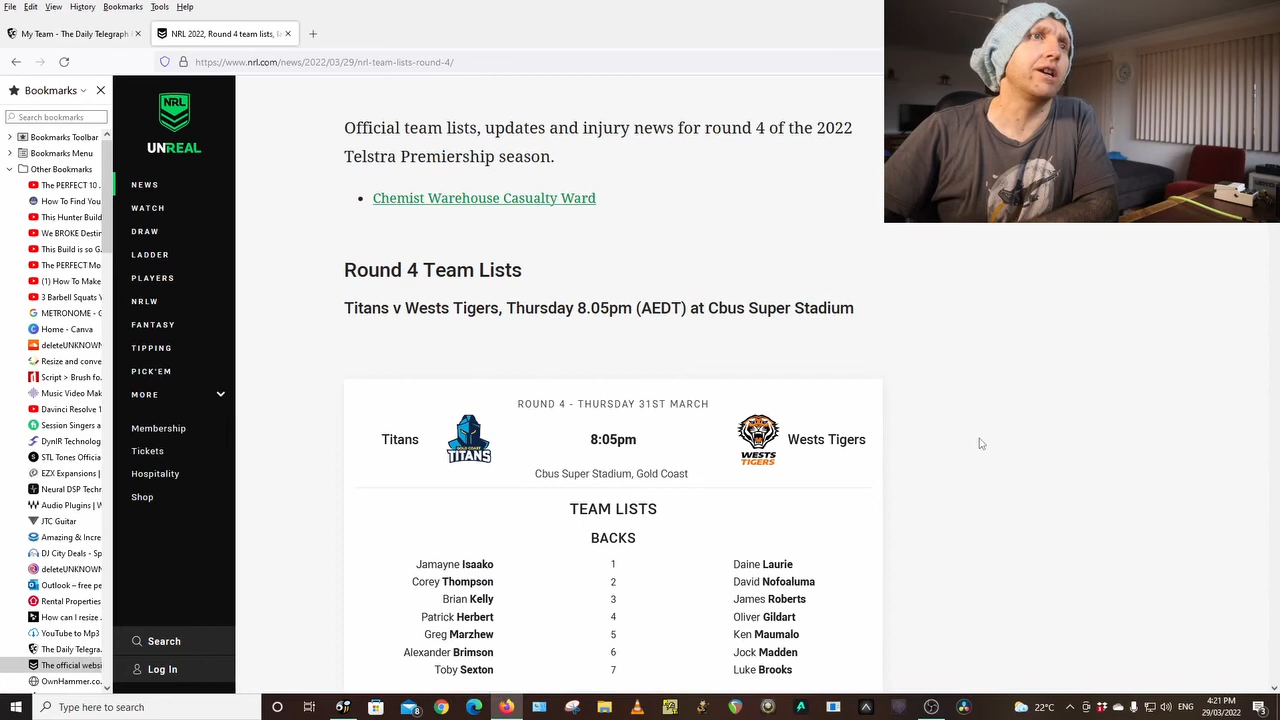 File Edit View History Bookmarks Tools Help
My Team - The Daily Telegraph
NRL 2022, Round 4 team lists, l
https://www.nrl.com/news/2022/03/29/nrl-team-lists-round-4/
Bookmarks
Search bookmarks
Bookmarks Toolbar
Bookmarks Menu
Other Bookmarks
The PERFECT 10 ...
How To Find You
This Hunter Build
We BROKE Destin
This Build is so G
The PERFECT Mo
(1) How To Make
3 Barbell Squats Y
METRONOME - G
Home - Canva
deleteUNKNOWN
Resize and conve
Script > Brush fo
Music Video Mak
Davinci Resolve 1
Session Singers a
DynIR Technolog
STL Tones Official
EZX Expansions |
Neural DSP Tech
Audio Plugins | W
JTC Guitar
Amazing & Incre
DJ City Deals - Sp
deleteUNKNOWN
Outlook – free pe
Rental Properties
How can I resize
YouTube to Mp3
The Daily Telegra
The official websi
OwnHammer.co
NRL
UNREAL
NEWS
WATCH
DRAW
LADDER
PLAYERS
NRLW
FANTASY
TIPPING
PICK'EM
MORE
Membership
Tickets
Hospitality
Shop
Search
Log In
Official team lists, updates and injury news for round 4 of the 2022
Telstra Premiership season.
• Chemist Warehouse Casualty Ward
Round 4 Team Lists
Titans v Wests Tigers, Thursday 8.05pm (AEDT) at Cbus Super Stadium
ROUND 4 - THURSDAY 31ST MARCH
Titans GOLD COAST TITANS 8:05pm WESTS TIGERS Wests Tigers
Cbus Super Stadium, Gold Coast
TEAM LISTS
BACKS
Jamayne Isaako 1 Daine Laurie
Corey Thompson 2 David Nofoaluma
Brian Kelly 3 James Roberts
Patrick Herbert 4 Oliver Gildart
Greg Marzhew 5 Ken Maumalo
Alexander Brimson 6 Jock Madden
Toby Sexton 7 Luke Brooks
Type here to search
22°C
4:21 PM
29/03/2022